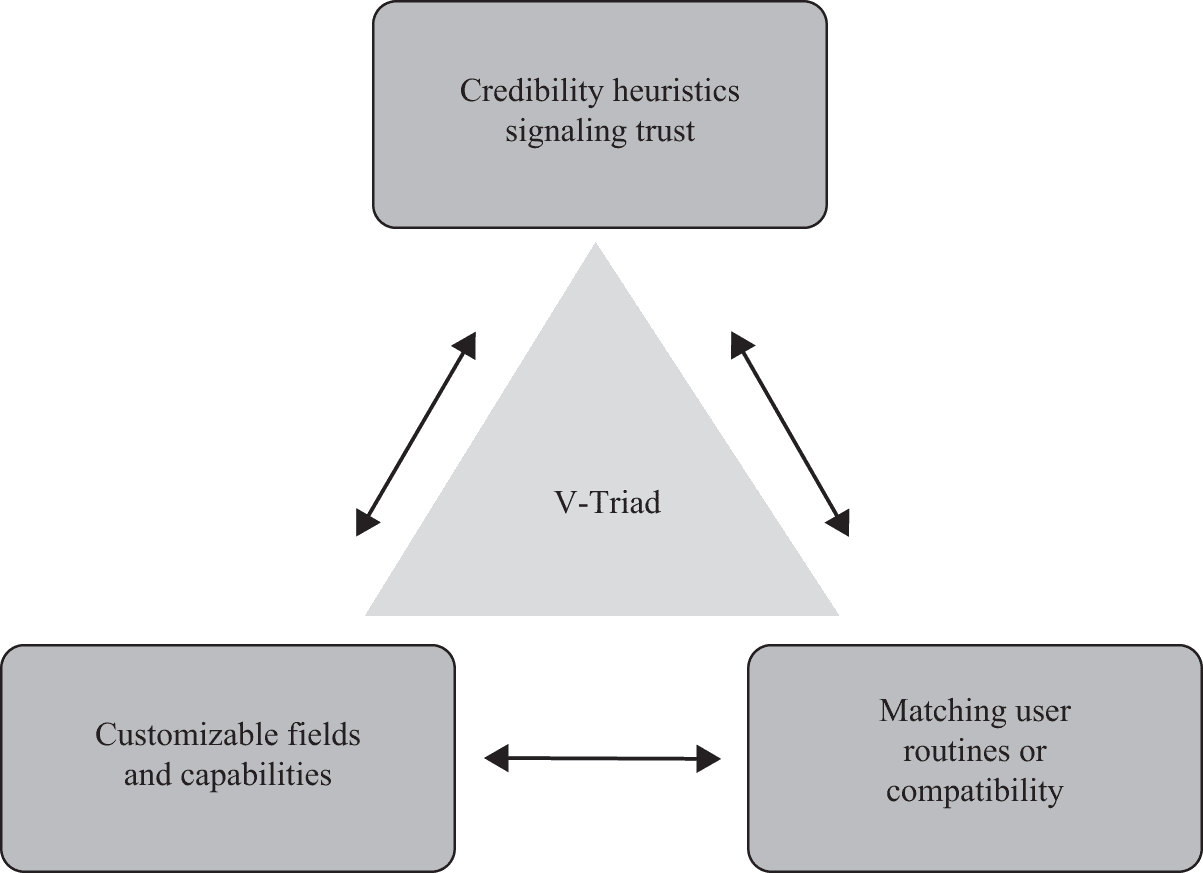 Credibility heuristics
signaling trust
V-Triad
Customizable fields
and capabilities
Matching user
routines or
compatibility